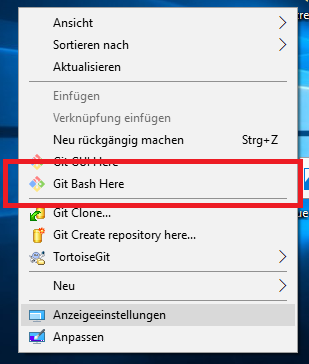 Ansicht
Sortieren nach
Aktualisieren
Einfügen
Verknüpfung einfügen
Neu rückgängig machen Strg+Z
Git GUI Here
Git Bash Here
Git Clone...
Git Create repository here...
TortoiseGit
Neu
Anzeigeeinstellungen
Anpassen